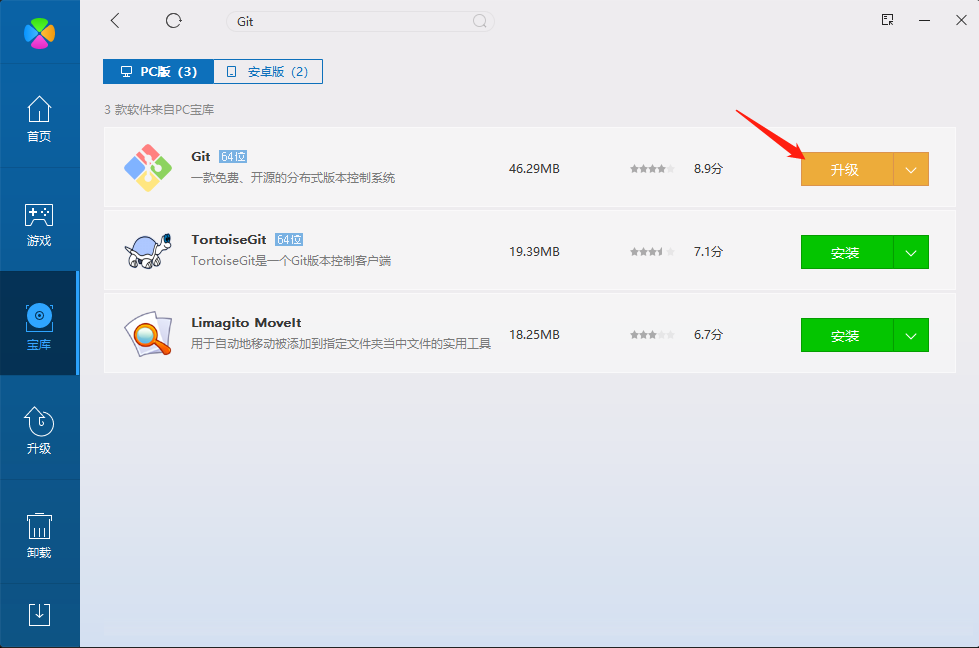 Git
首页
游戏
宝库
升级
卸载
PC版（3）
安卓版（2）
3 款软件来自PC宝库
Git 64位
一款免费、开源的分布式版本控制系统
46.29MB
8.9分
升级
TortoiseGit 64位
TortoiseGit是一个Git版本控制客户端
19.39MB
7.1分
安装
Limagito MoveIt
用于自动地移动被添加到指定文件夹当中文件的实用工具
18.25MB
6.7分
安装